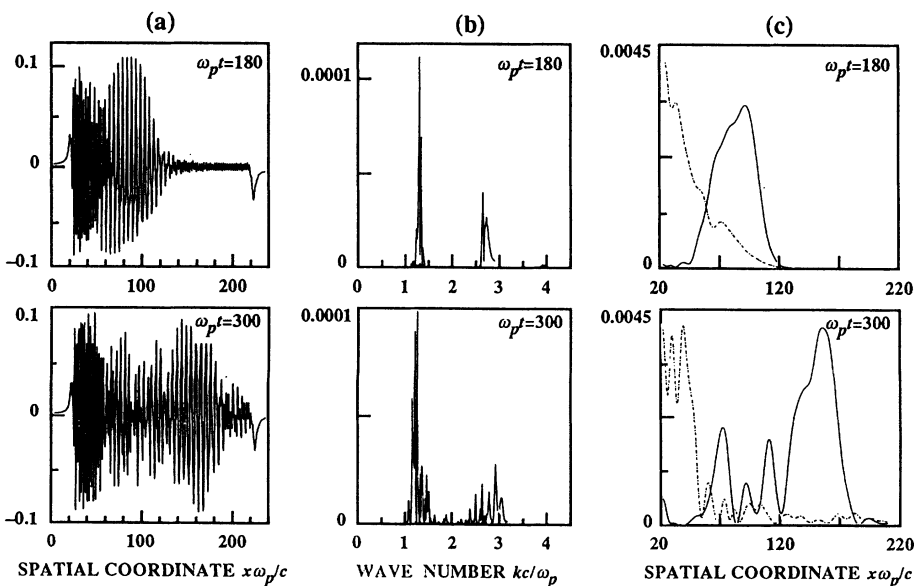 (a) (b) (c)
0.1 ωₚt=180 0.0001 ωₚt=180 0.0045 ωₚt=180
0 0 0
−0.1
0 100 200 0 1 2 3 4 20 120 220
0.1 ωₚt=300 0.0001 ωₚt=300 0.0045 ωₚt=300
0
−0.1 0 0
0 100 200 0 1 2 3 4 20 120 220
SPATIAL COORDINATE xωₚ/c WAVE NUMBER kc/ωₚ SPATIAL COORDINATE xωₚ/c